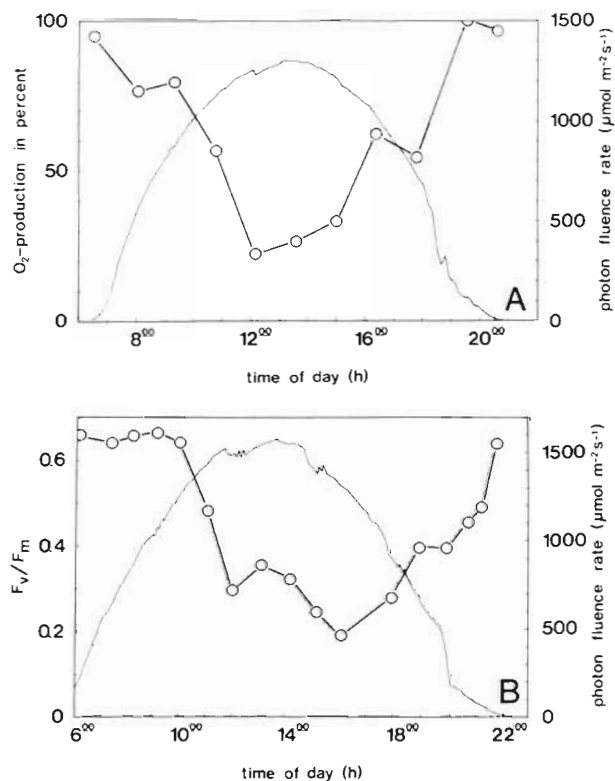 100
50
0
O₂-production in percent
1500
1000
500
0
photon fluence rate (μmol m⁻² s⁻¹)
A
8⁰⁰ 12⁰⁰ 16⁰⁰ 20⁰⁰
time of day (h)
0.6
0.4
0.2
0
Fᵥ/Fₘ
1500
1000
500
0
photon fluence rate (μmol m⁻² s⁻¹)
B
6⁰⁰ 10⁰⁰ 14⁰⁰ 18⁰⁰ 22⁰⁰
time of day (h)